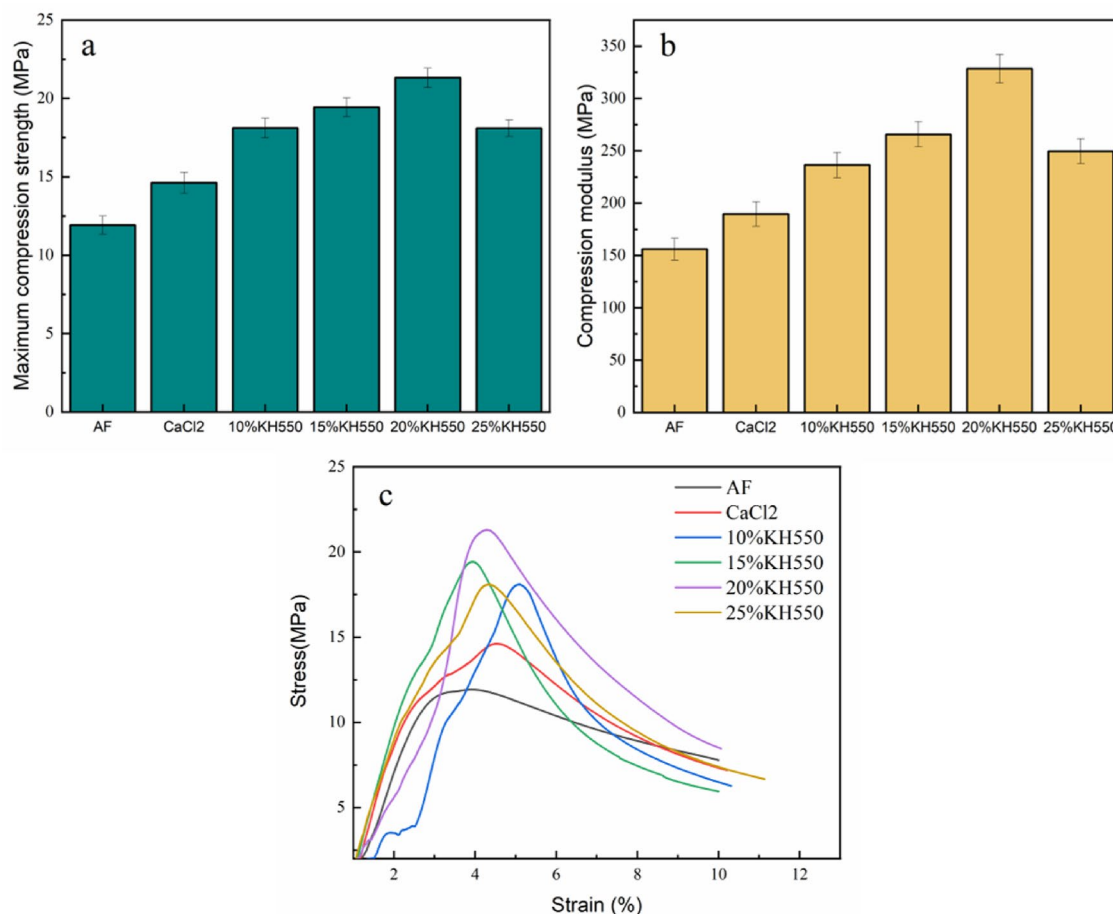 a
Maximum compression strength (MPa)
25
20
15
10
5
0
AF CaCl2 10%KH550 15%KH550 20%KH550 25%KH550
b
Compression modulus (MPa)
350
300
250
200
150
100
50
0
AF CaCl2 10%KH550 15%KH550 20%KH550 25%KH550
c
Stress(MPa)
25
20
15
10
5
AF
CaCl2
10%KH550
15%KH550
20%KH550
25%KH550
2 4 6 8 10 12
Strain (%)